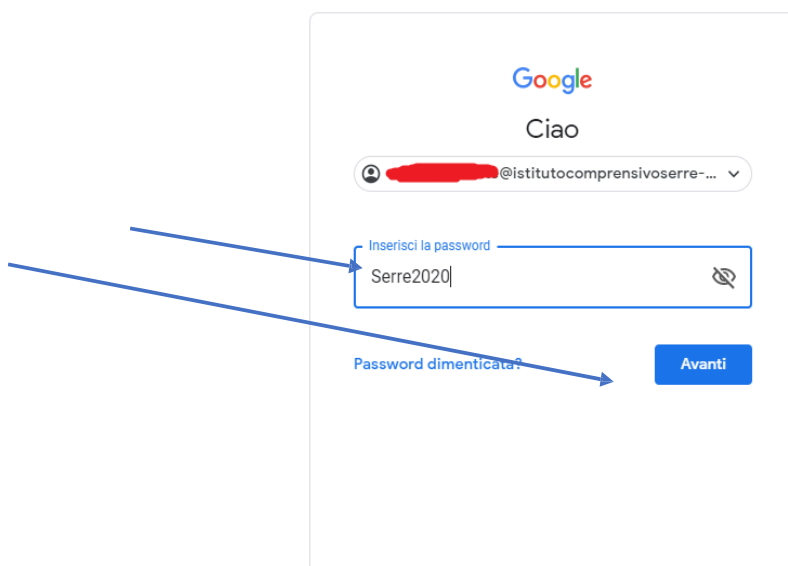 Google
Ciao
@istitutocomprensivoserre-...
Inserisci la password
Serre2020
Password dimenticata?
Avanti